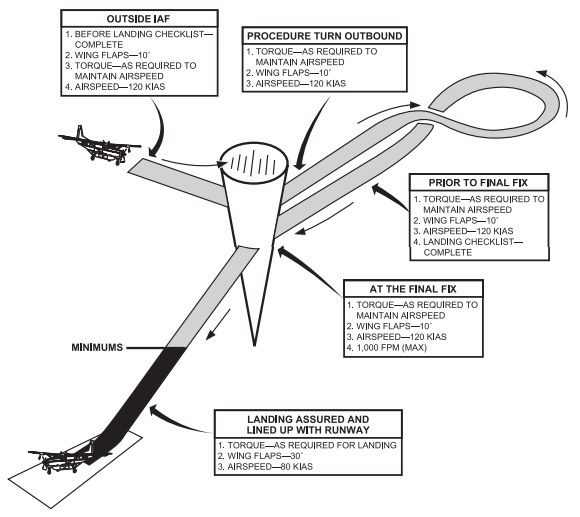 OUTSIDE IAF
1. BEFORE LANDING CHECKLIST—
COMPLETE
2. WING FLAPS—10°
3. TORQUE—AS REQUIRED TO
MAINTAIN AIRSPEED
4. AIRSPEED—120 KIAS
PROCEDURE TURN OUTBOUND
1. TORQUE—AS REQUIRED TO
MAINTAIN AIRSPEED
2. WING FLAPS—10°
3. AIRSPEED—120 KIAS
PRIOR TO FINAL FIX
1. TORQUE—AS REQUIRED TO
MAINTAIN AIRSPEED
2. WING FLAPS—10°
3. AIRSPEED—120 KIAS
4. LANDING CHECKLIST—
COMPLETE
AT THE FINAL FIX
1. TORQUE—AS REQUIRED TO
MAINTAIN AIRSPEED
2. WING FLAPS—10°
3. AIRSPEED—120 KIAS
4. 1,000 FPM (MAX)
MINIMUMS
LANDING ASSURED AND
LINED UP WITH RUNWAY
1. TORQUE—AS REQUIRED FOR LANDING
2. WING FLAPS—30°
3. AIRSPEED—80 KIAS